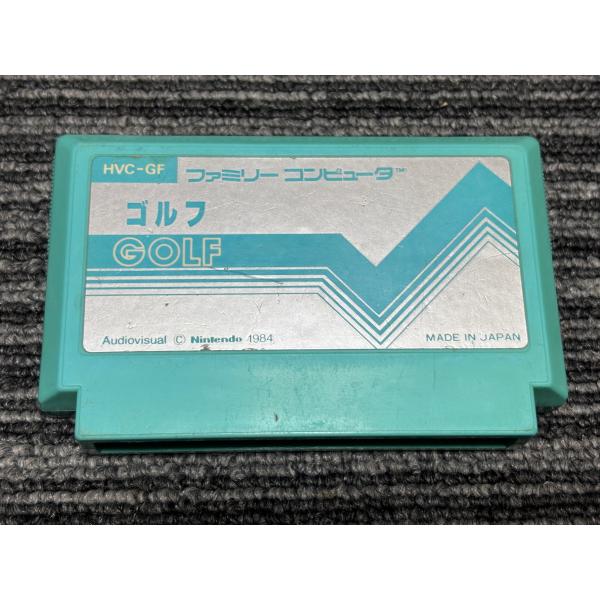 HVC-GF ファミリー コンピュータ™
ゴルフ
GOLF
Audiovisual © Nintendo 1984
MADE IN JAPAN